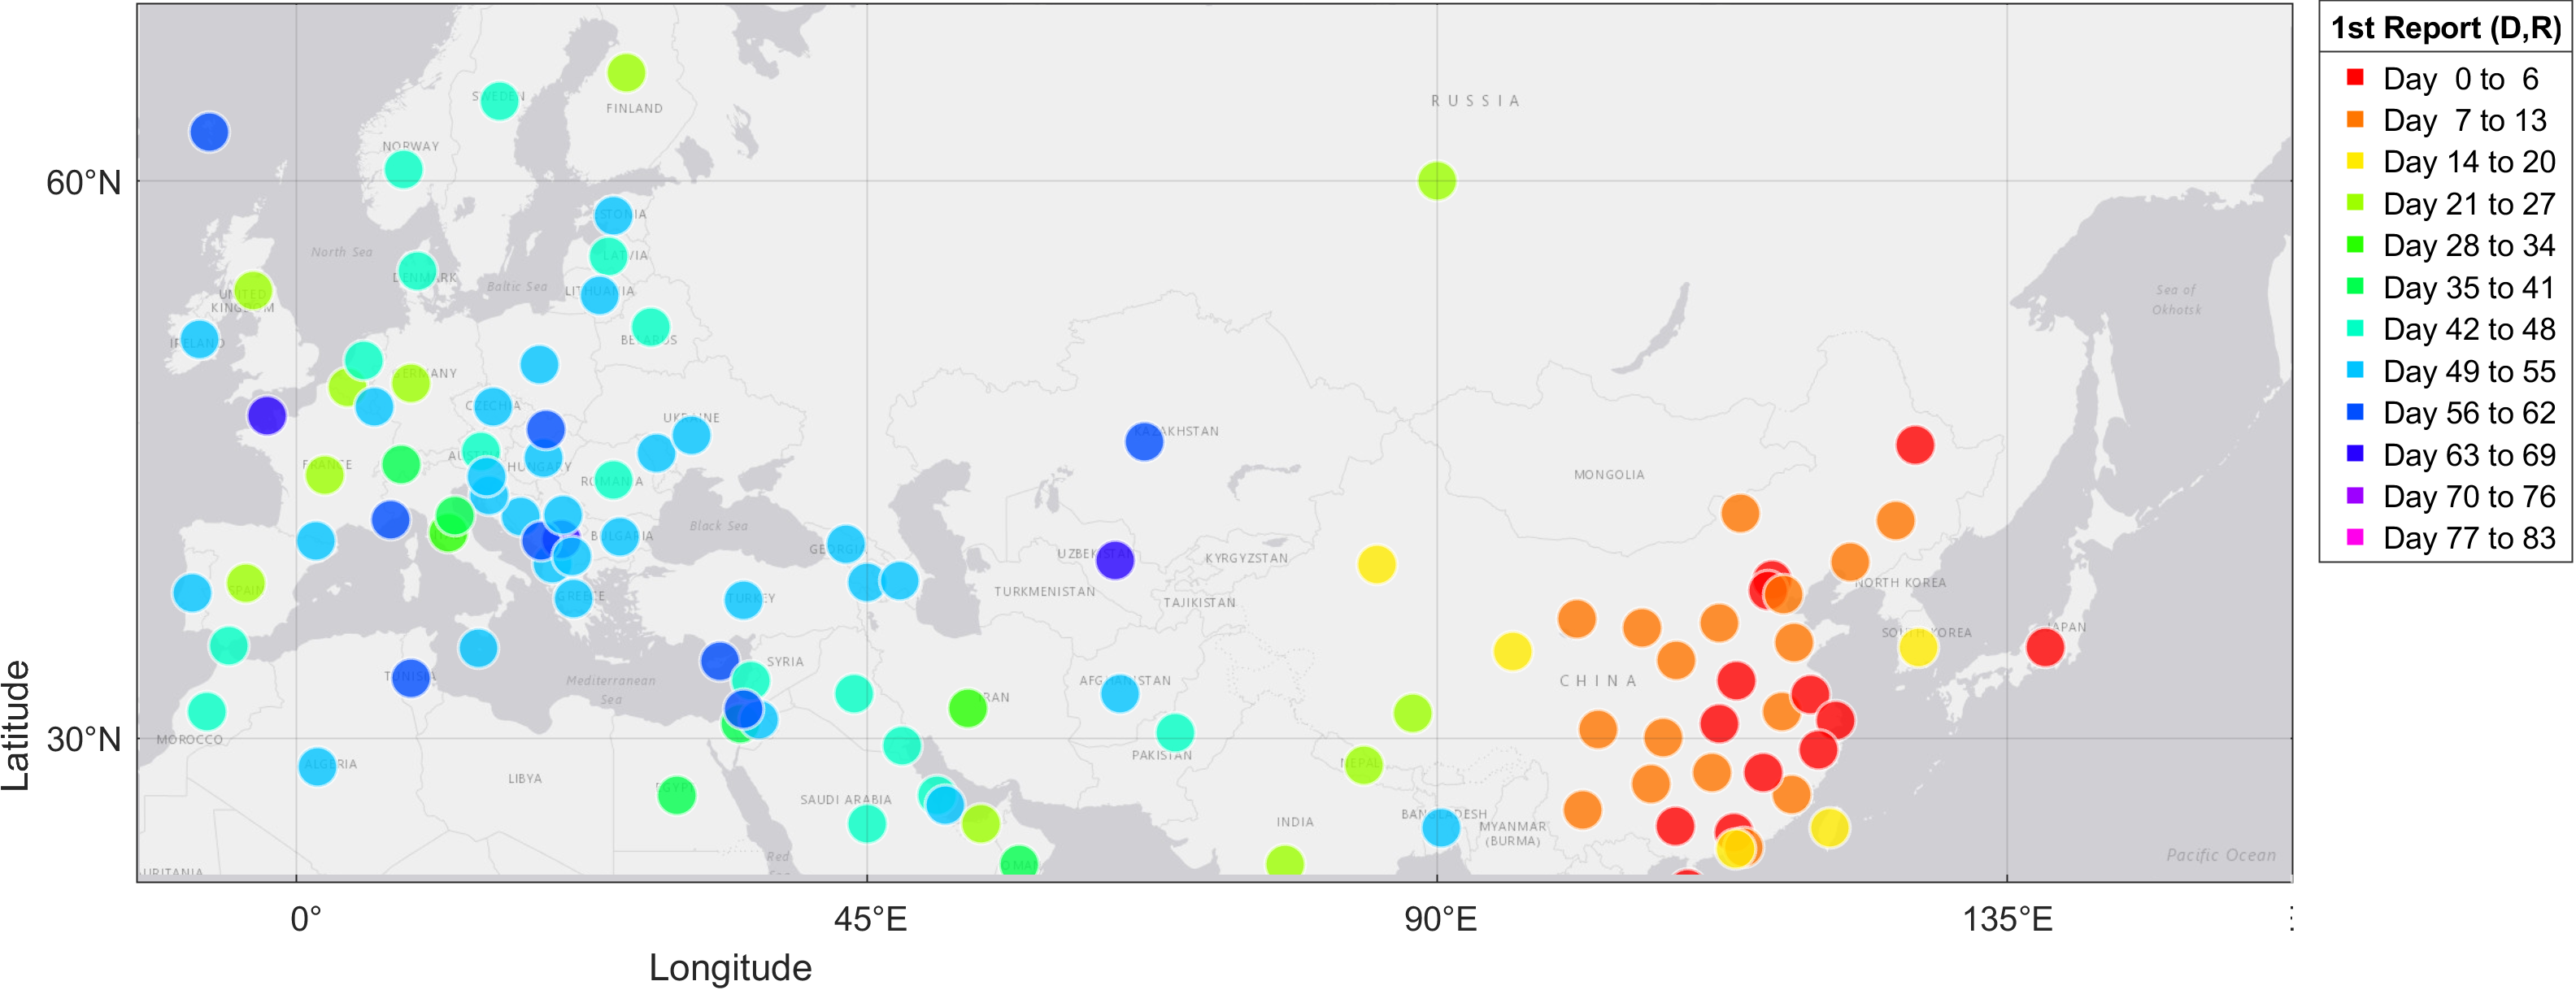 1st Report (D,R)
Day 0 to 6
Day 7 to 13
Day 14 to 20
Day 21 to 27
Day 28 to 34
Day 35 to 41
Day 42 to 48
Day 49 to 55
Day 56 to 62
Day 63 to 69
Day 70 to 76
Day 77 to 83
60°N
30°N
Latitude
0°
45°E
90°E
135°E
Longitude
RUSSIA
SWEDEN
FINLAND
NORWAY
ESTONIA
North Sea
LATVIA
DENMARK
Baltic Sea
LITHUANIA
UNITED
KINGDOM
Sea of
Okhotsk
IRELAND
BELARUS
GERMANY
CZECHIA
UKRAINE
KAZAKHSTAN
AUSTRIA
FRANCE
HUNGARY
ROMANIA
MONGOLIA
Black Sea
BULGARIA
GEORGIA
UZBEKISTAN
KYRGYZSTAN
NORTH KOREA
SPAIN
GREECE
TURKEY
TURKMENISTAN
TAJIKISTAN
SOUTH KOREA
JAPAN
SYRIA
TUNISIA
Mediterranean
Sea
AFGHANISTAN
CHINA
IRAN
MOROCCO
PAKISTAN
ALGERIA
LIBYA
EGYPT
NEPAL
SAUDI ARABIA
INDIA
BANGLADESH
MYANMAR
(BURMA)
Red
OMAN
Pacific Ocean
URITANIA